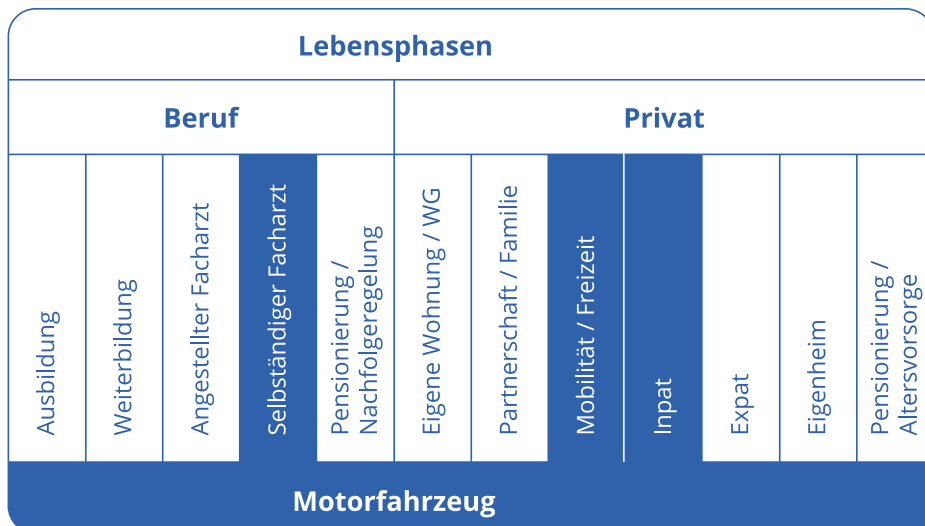 Lebensphasen
Beruf
Privat
Ausbildung
Weiterbildung
Angestellter Facharzt
Selbständiger Facharzt
Pensionierung /
Nachfolgeregelung
Eigene Wohnung / WG
Partnerschaft / Familie
Mobilität / Freizeit
Inpat
Expat
Eigenheim
Pensionierung /
Altersvorsorge
Motorfahrzeug